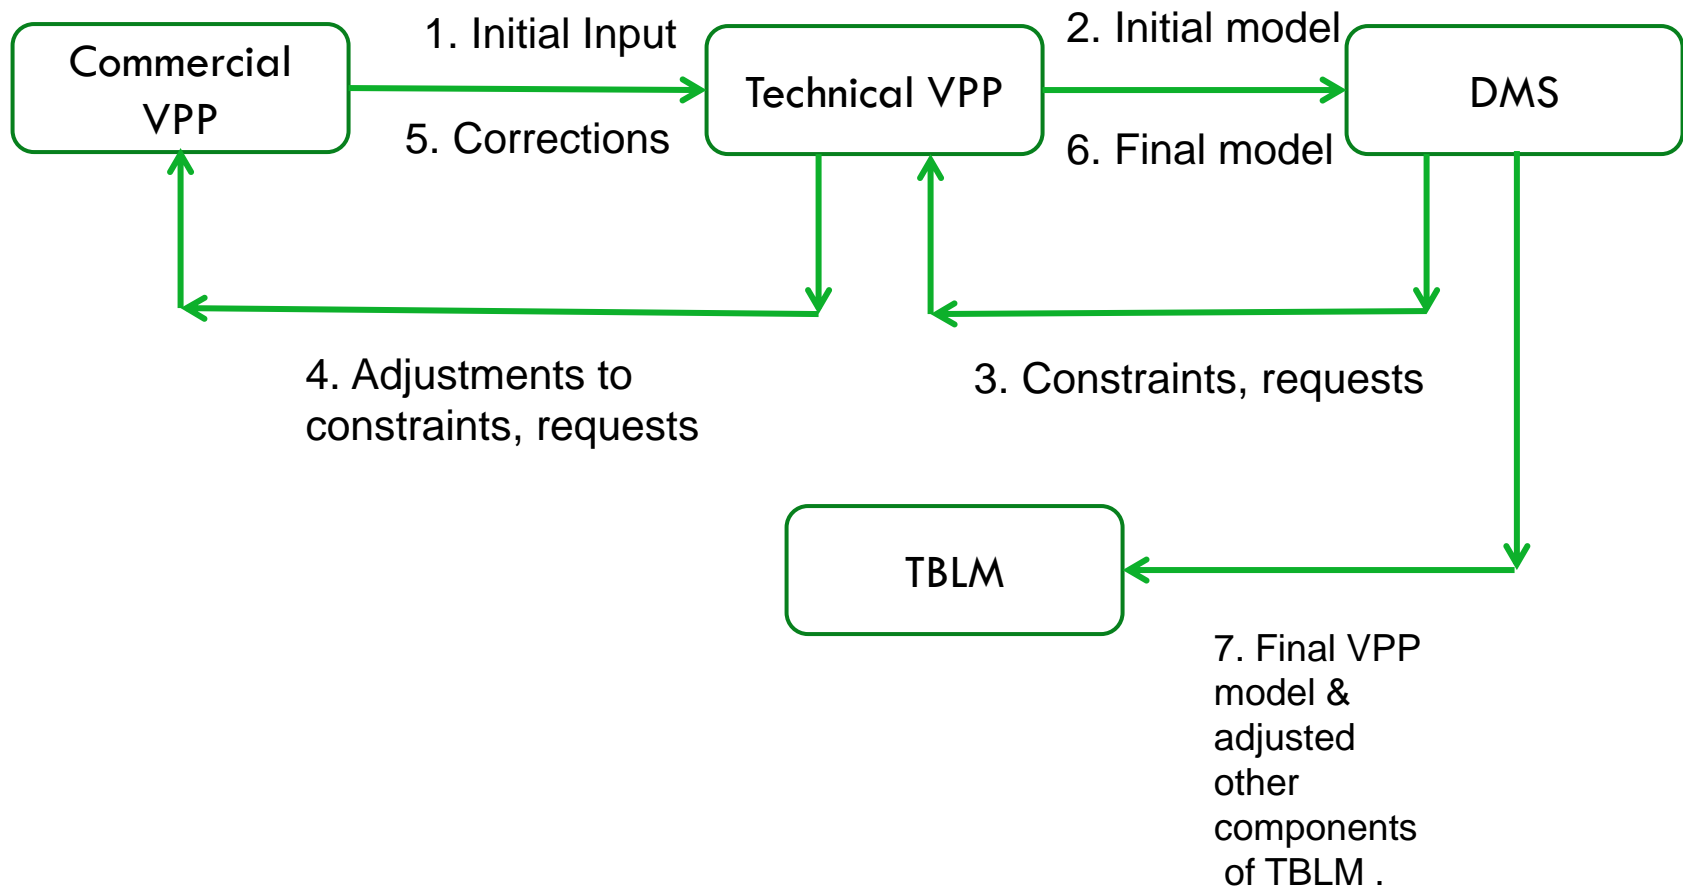 Commercial
VPP
1. Initial Input
5. Corrections
Technical VPP
2. Initial model
6. Final model
DMS
4. Adjustments to
constraints, requests
3. Constraints, requests
TBLM
7. Final VPP
model &
adjusted
other
components
of TBLM .